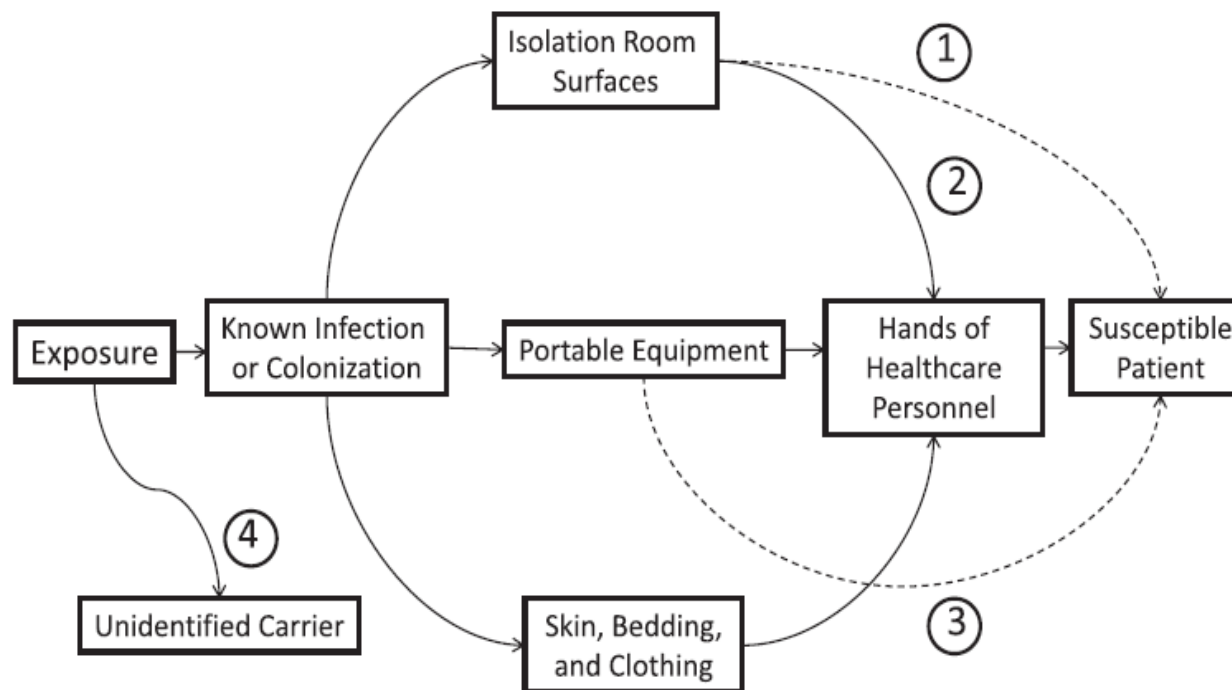 Isolation Room
Surfaces
1
2
Exposure
Known Infection
or Colonization
Portable Equipment
Hands of
Healthcare
Personnel
Susceptible
Patient
4
Unidentified Carrier
Skin, Bedding,
and Clothing
3